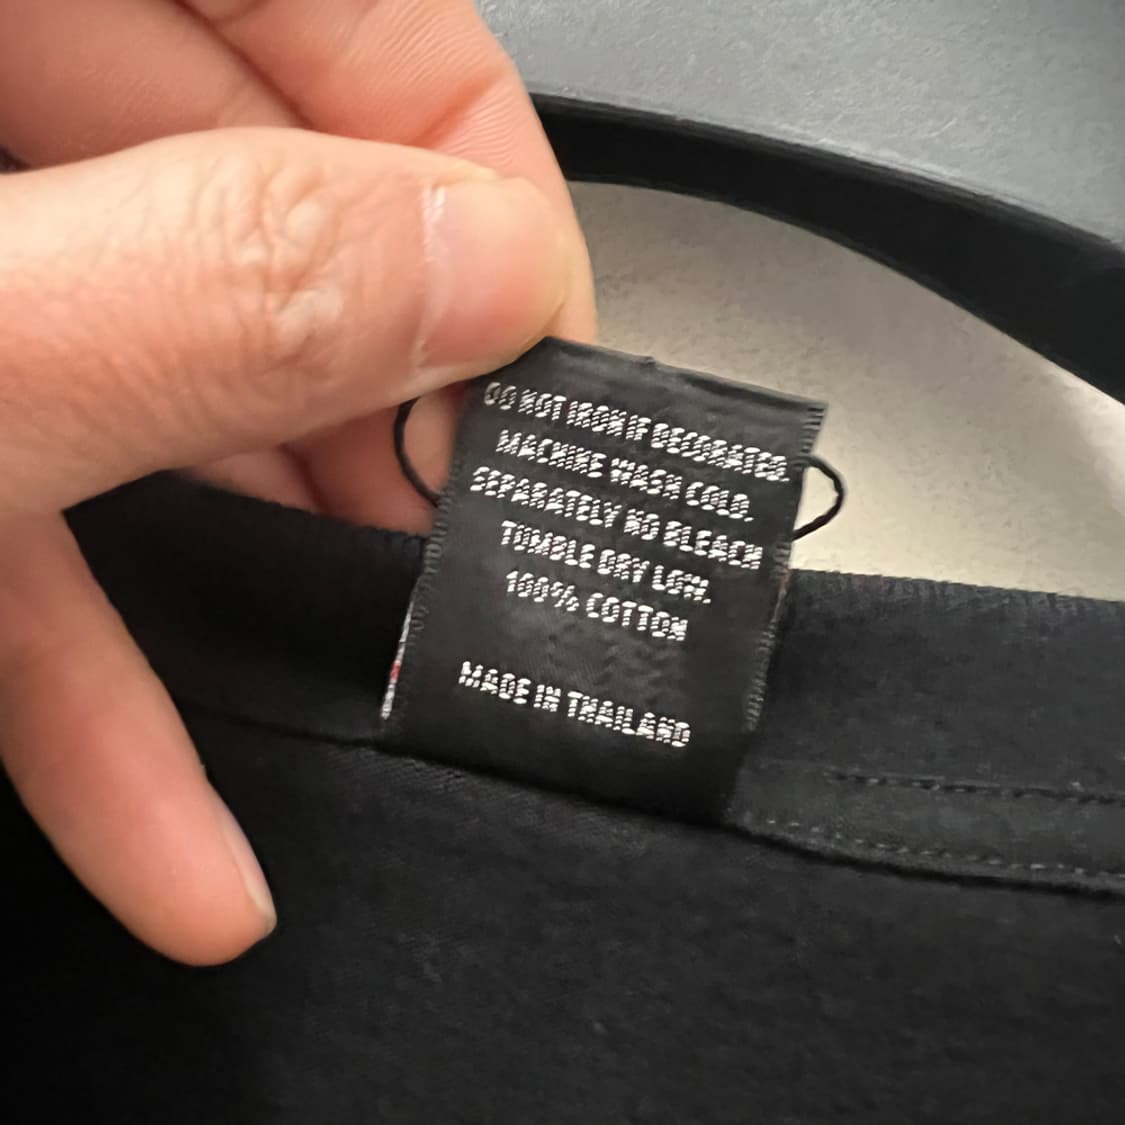 DO NOT IRON IF DECORATED.
MACHINE WASH COLD.
SEPARATELY NO BLEACH
TUMBLE DRY LOW.
100% COTTON
MADE IN THAILAND